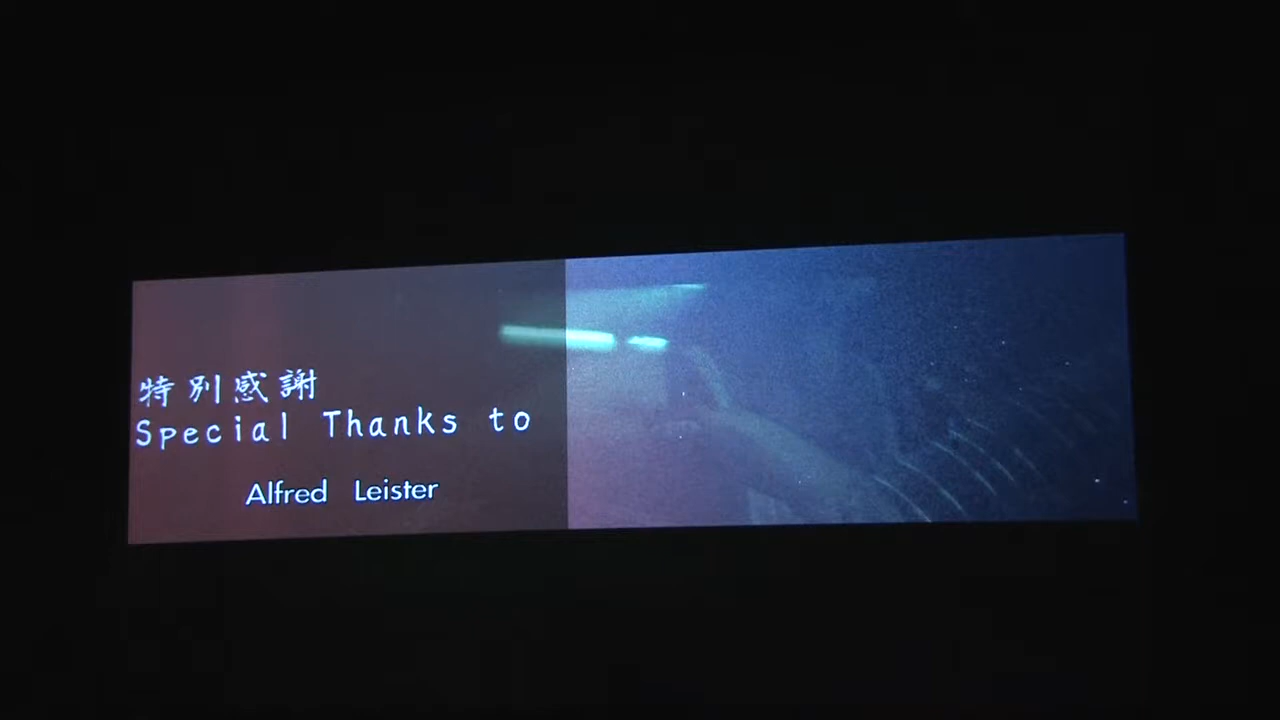 特別感謝
Special Thanks to
Alfred Leister